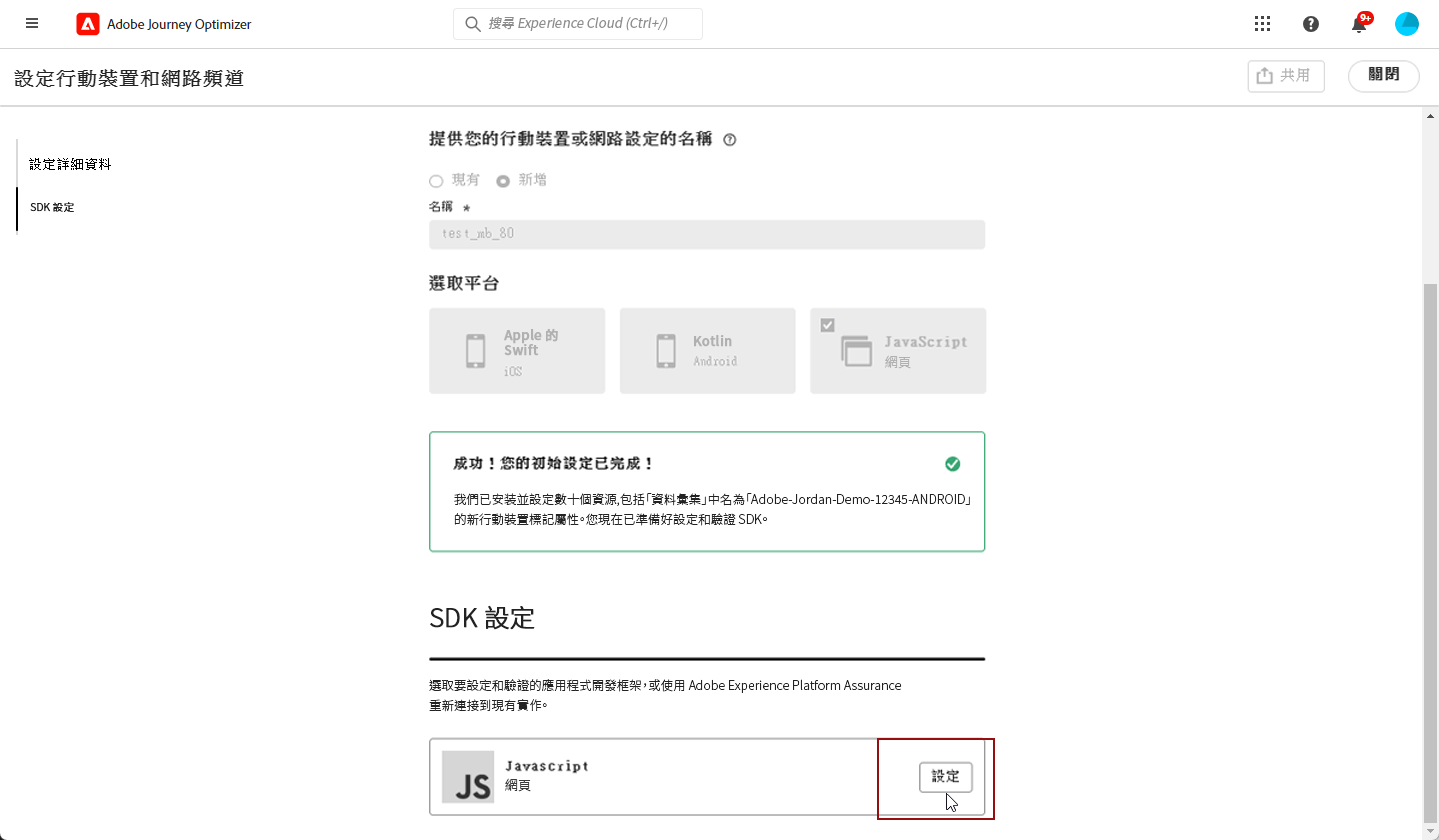 Adobe Journey Optimizer
搜尋 Experience Cloud (Ctrl+/)
9+
設定行動裝置和網路頻道
共用
關閉
設定詳細資料
SDK 設定
提供您的行動裝置或網路設定的名稱
現有
新增
名稱 *
test_mb_80
選取平台
Apple 的
Swift
iOS
Kotlin
Android
JavaScript
網頁
成功！您的初始設定已完成！
我們已安裝並設定數十個資源,包括「資料彙集」中名為「Adobe-Jordan-Demo-12345-ANDROID」
的新行動裝置標記屬性。您現在已準備好設定和驗證 SDK。
SDK 設定
選取要設定和驗證的應用程式開發框架，或使用 Adobe Experience Platform Assurance
重新連接到現有實作。
JS
Javascript
網頁
設定